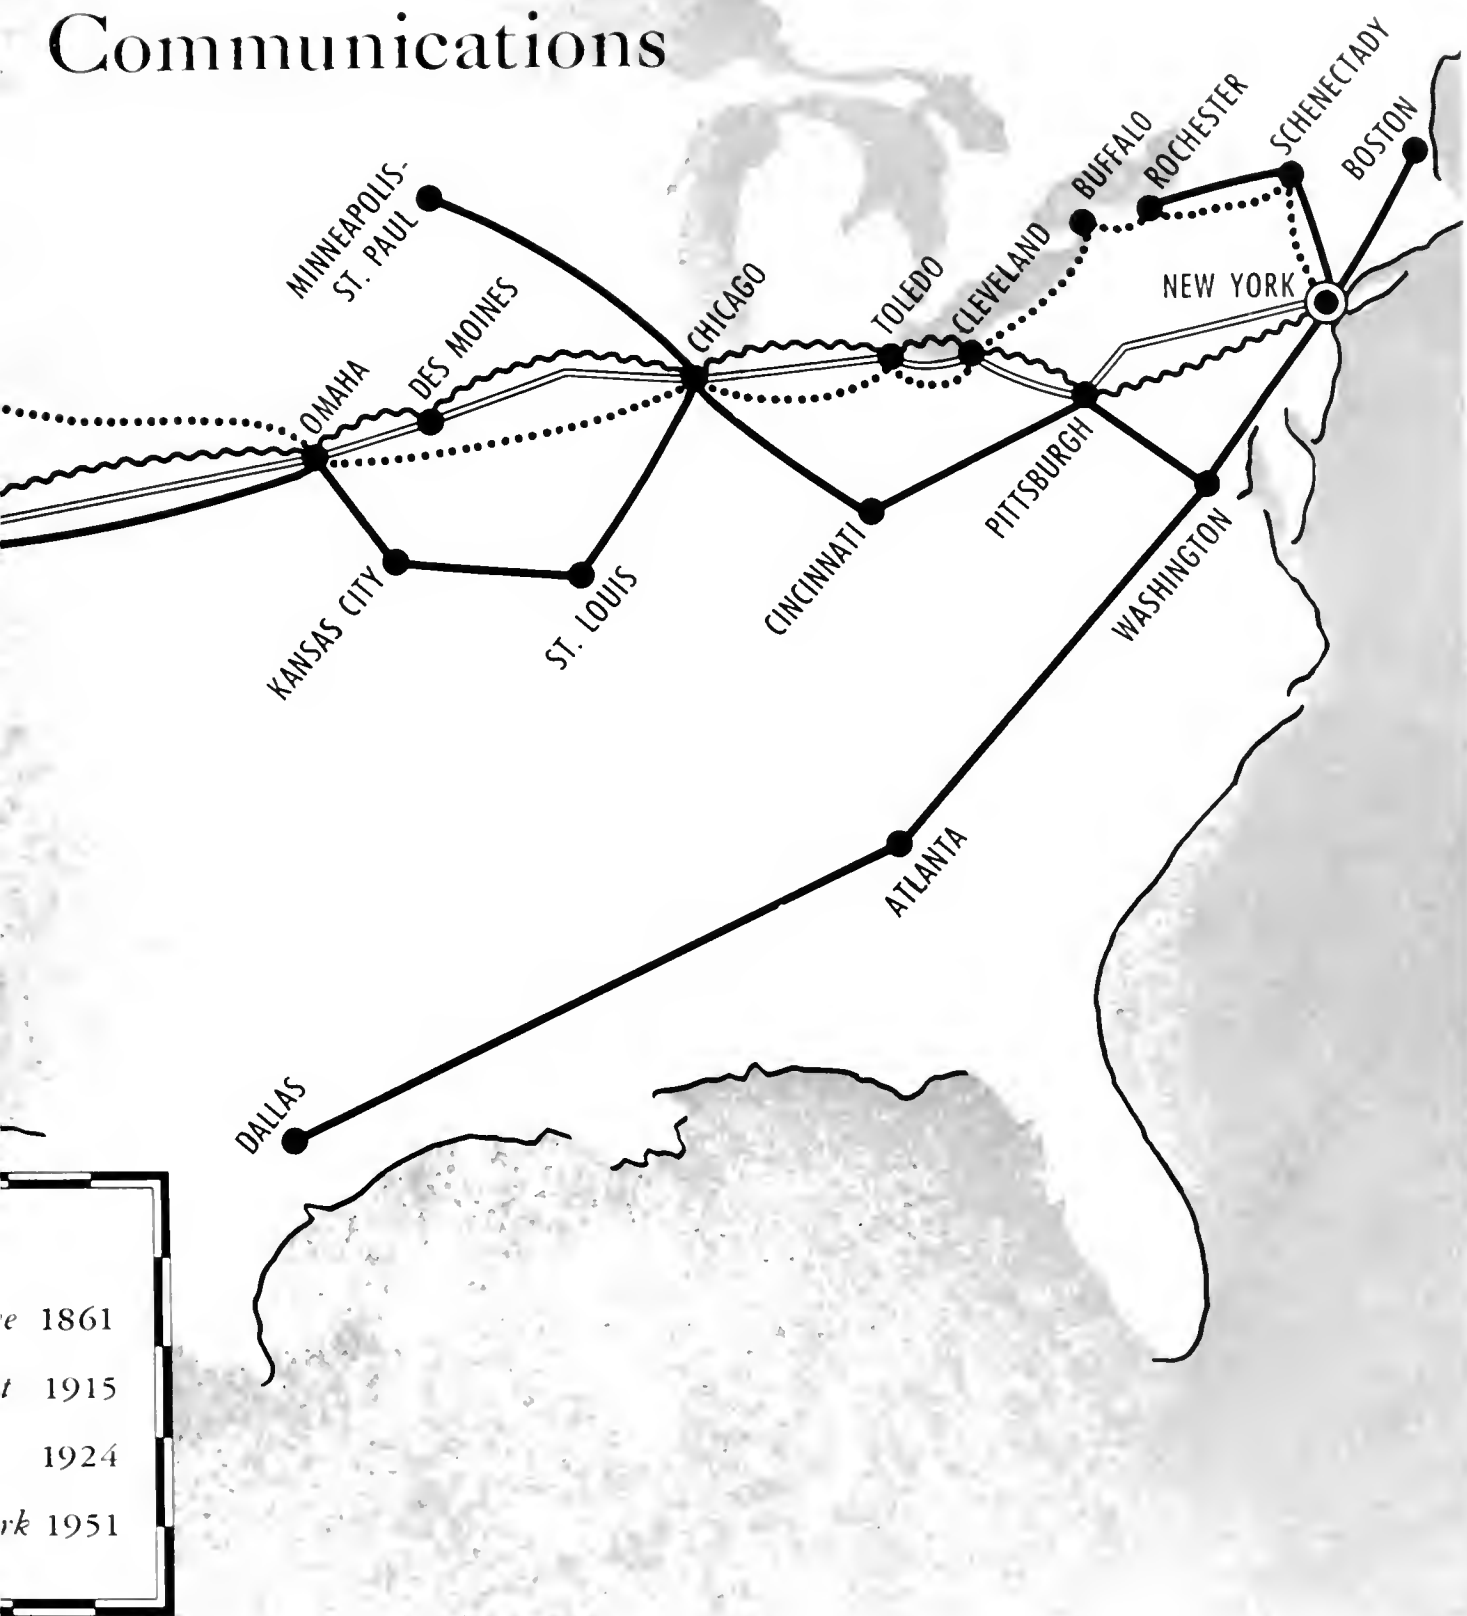 Communications
MINNEAPOLIS-
ST. PAUL
DES MOINES
OMAHA
CHICAGO
TOLEDO
CLEVELAND
BUFFALO
ROCHESTER
SCHENECTADY
BOSTON
NEW YORK
PITTSBURGH
WASHINGTON
CINCINNATI
KANSAS CITY
ST. LOUIS
ATLANTA
DALLAS
e 1861
t 1915
1924
rk 1951